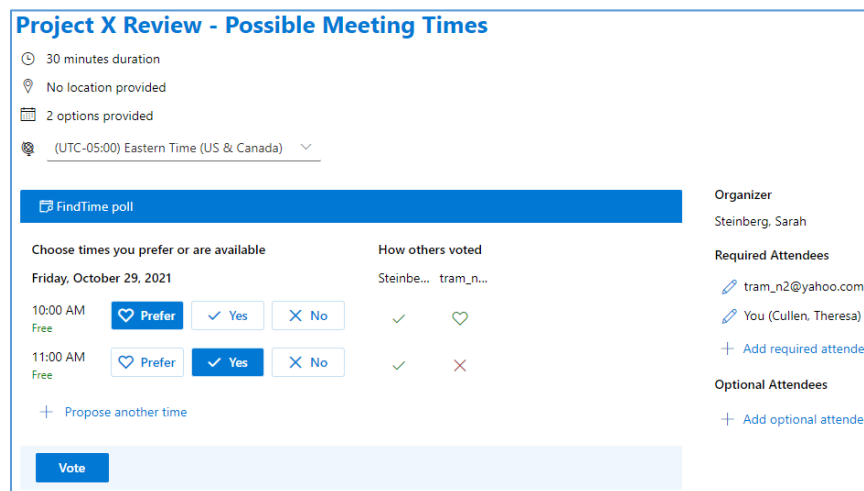 Project X Review - Possible Meeting Times
30 minutes duration
No location provided
2 options provided
(UTC-05:00) Eastern Time (US & Canada)
FindTime poll
Choose times you prefer or are available
How others voted
Friday, October 29, 2021
Steinbe... tram_n...
10:00 AM
Free
Prefer Yes No
11:00 AM
Free
Prefer Yes No
Propose another time
Vote
Organizer
Steinberg, Sarah
Required Attendees
tram_n2@yahoo.com
You (Cullen, Theresa)
Add required attende
Optional Attendees
Add optional attende